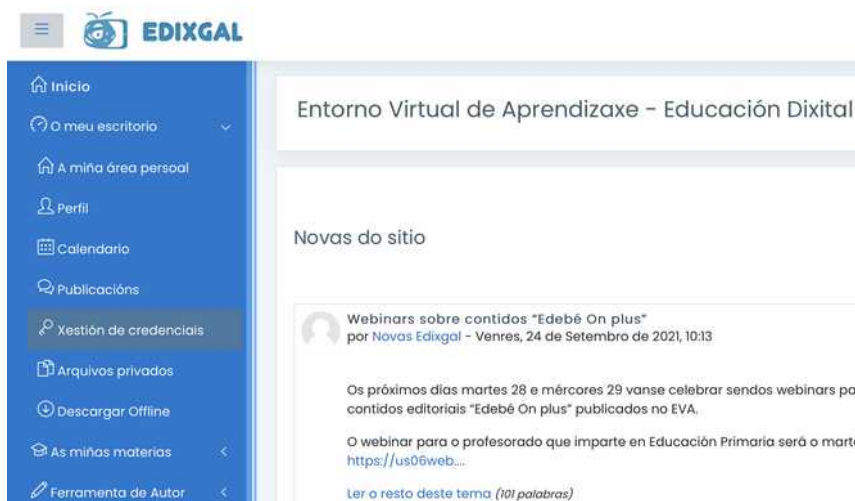 EDIXGAL
Inicio
O meu escritorio
A miña área persoal
Perfil
Calendario
Publicacións
Xestión de credenciais
Arquivos privados
Descargar Offline
As miñas materias
Ferramenta de Autor
Entorno Virtual de Aprendizaxe - Educación Dixital
Novas do sitio
Webinars sobre contidos "Edebé On plus"
por Novas Edixgal - Venres, 24 de Setembro de 2021, 10:13
Os próximos días martes 28 e mércores 29 vanse celebrar sendos webinars pa
contidos editoriais "Edebé On plus" publicados no EVA.
O webinar para o profesorado que imparte en Educación Primaria será o marte
https://us06web....
Ler o resto deste tema (101 palabras)